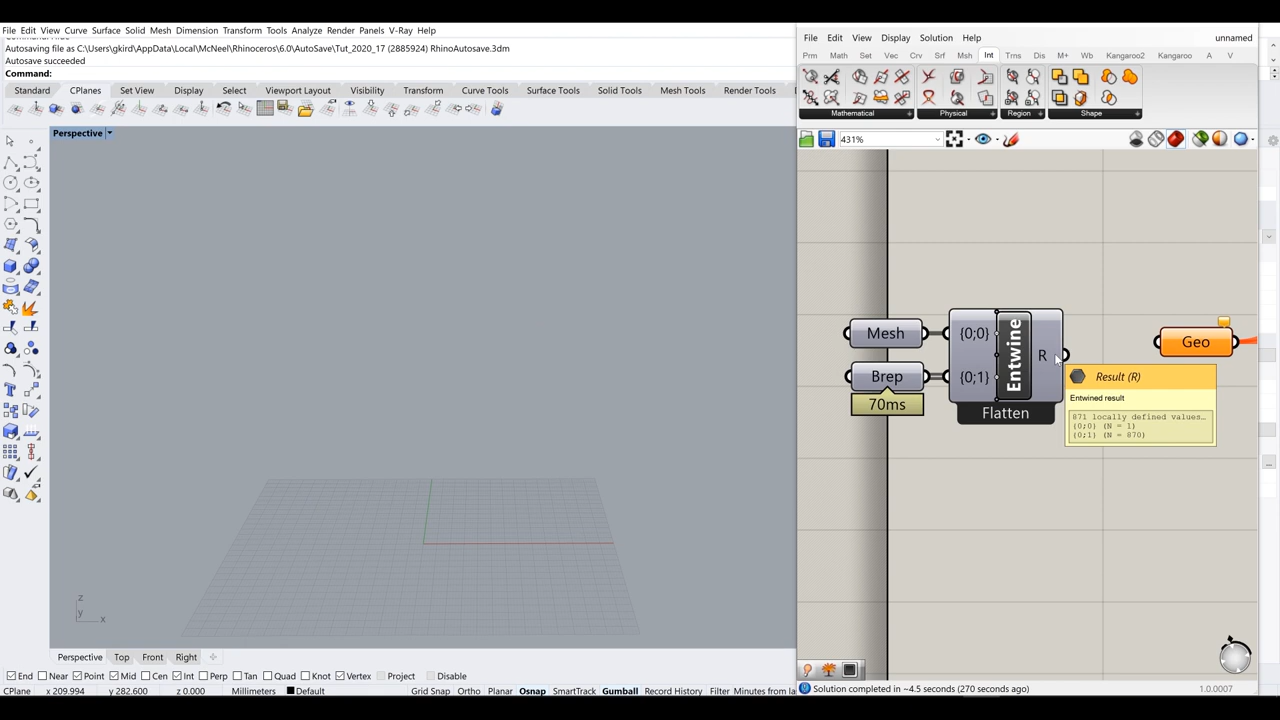 File Edit View Curve Surface Solid Mesh Dimension Transform Tools Analyze Render Panels V-Ray Help
Autosaving file as C:\Users\gkird\AppData\Local\McNeel\Rhinoceros\6.0\AutoSave\Tut_2020_17 (2885924) RhinoAutosave.3dm
Autosave succeeded
Command:
Standard CPlanes Set View Display Select Viewport Layout Visibility Transform Curve Tools Surface Tools Solid Tools Mesh Tools Render Tools
Perspective
z
y
x
Perspective Top Front Right
End Near Point Mid Cen Int Perp Tan Quad Knot Vertex Project Disable
CPlane x 209.994 y 282.600 z 0.000 Millimeters Default Grid Snap Ortho Planar Osnap SmartTrack Gumball Record History Filter Minutes from la
File Edit View Display Solution Help unnamed
Prm Math Set Vec Crv Srf Msh Int Trns Dis M+ Wb Kangaroo2 Kangaroo A V
Mathematical Physical Region Shape
431%
Mesh
Brep
70ms
{0;0}
{0;1}
Entwine
R
Flatten
Geo
Result (R)
Entwined result
871 locally defined values…
{0;0} (N = 1)
{0;1} (N = 870)
Solution completed in ~4.5 seconds (270 seconds ago) 1.0.0007